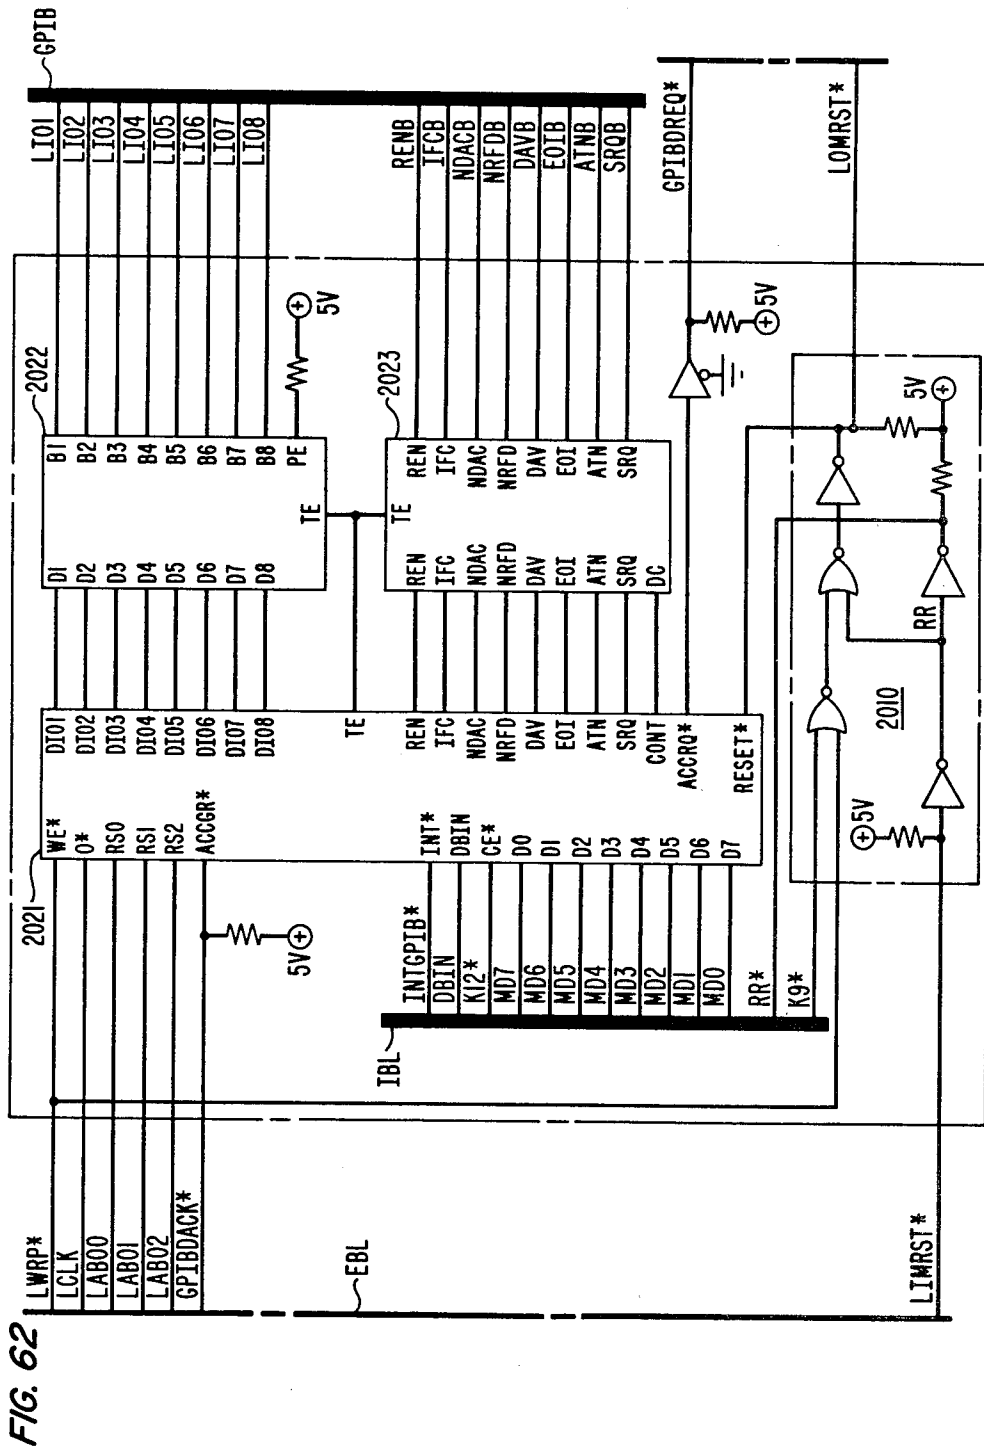 FIG. 62
LWRP*
LCLK
LAB00
LAB01
LAB02
GPIBDACK*
EBL
LIMRST*
2021
WE*
O*
RS0
RS1
RS2
ACCGR*
5V
INTGPIB*
DBIN
K12*
MD7
MD6
MD5
MD4
MD3
MD2
MD1
MD0
RR*
K9*
IBL
INT*
DBIN
CE*
D0
D1
D2
D3
D4
D5
D6
D7
DIO1
DIO2
DIO3
DIO4
DIO5
DIO6
DIO7
DIO8
TE
REN
IFC
NDAC
NRFD
DAV
EOI
ATN
SRQ
CONT
ACCRQ*
RESET*
2022
D1
D2
D3
D4
D5
D6
D7
D8
TE
B1
B2
B3
B4
B5
B6
B7
B8
PE
5V
2023
TE
REN
IFC
NDAC
NRFD
DAV
EOI
ATN
SRQ
DC
REN
IFC
NDAC
NRFD
DAV
EOI
ATN
SRQ
5V
2010
5V
RR
5V
GPIB
LIO1
LIO2
LIO3
LIO4
LIO5
LIO6
LIO7
LIO8
RENB
IFCB
NDACB
NRFDB
DAVB
EOIB
ATNB
SRQB
GPIBDREQ*
LOMRST*